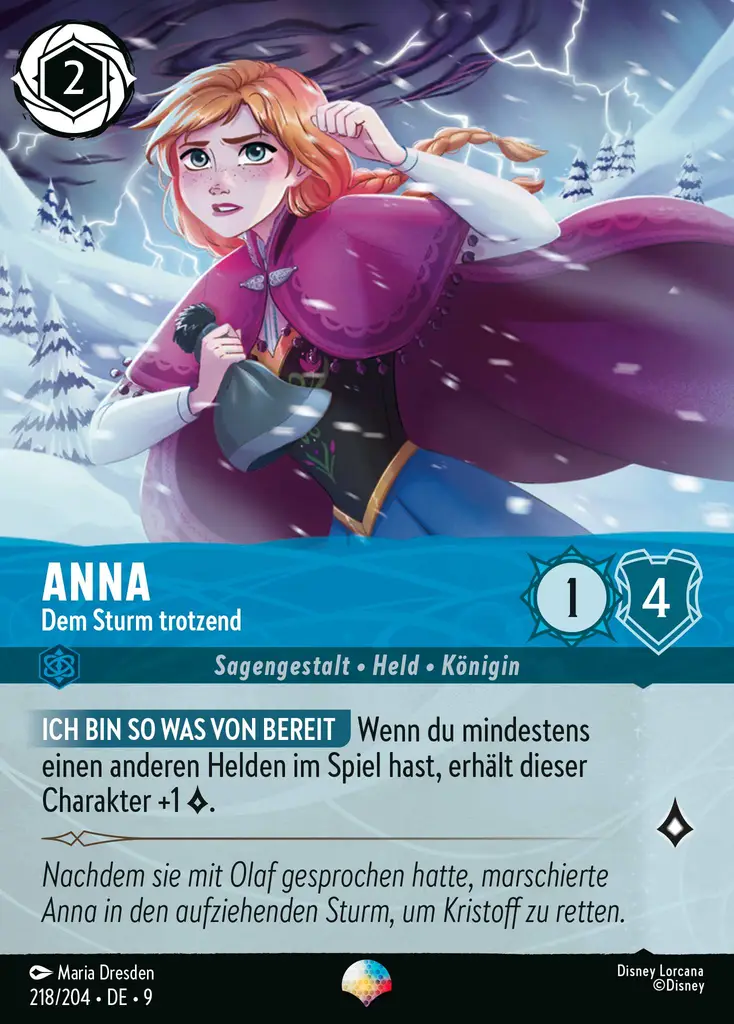 2
ANNA
Dem Sturm trotzend
1
4
Sagengestalt • Held • Königin
ICH BIN SO WAS VON BEREIT Wenn du mindestens
einen anderen Helden im Spiel hast, erhält dieser
Charakter +1 .
Nachdem sie mit Olaf gesprochen hatte, marschierte
Anna in den aufziehenden Sturm, um Kristoff zu retten.
Maria Dresden
218/204 • DE • 9
Disney Lorcana
©Disney